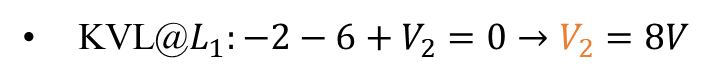 • KVL@L₁: −2 − 6 + V₂ = 0 → V₂ = 8V